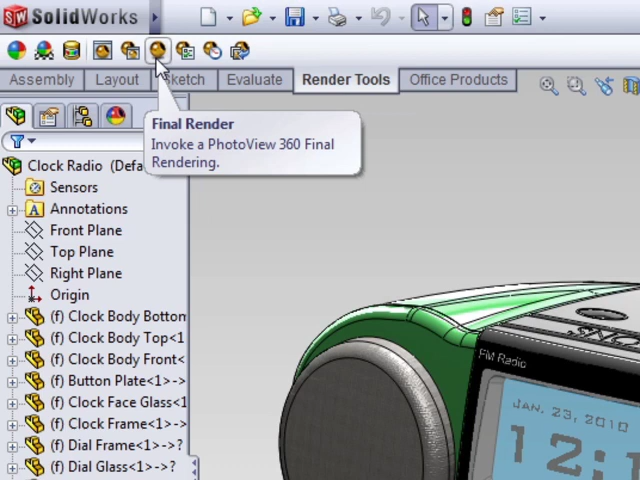 SW SolidWorks
Assembly Layout Sketch Evaluate Render Tools Office Products
Final Render
Invoke a PhotoView 360 Final
Rendering.
Clock Radio (Defa
Sensors
A Annotations
Front Plane
Top Plane
Right Plane
Origin
(f) Clock Body Bottom
(f) Clock Body Top<1
(f) Clock Body Front<
(f) Button Plate<1>->
(f) Clock Face Glass<1
(f) Clock Frame<1>->
(f) Dial Frame<1>->?
(f) Dial Glass<1>->?
SNO
FM Radio
JAN. 23, 2010
12:1